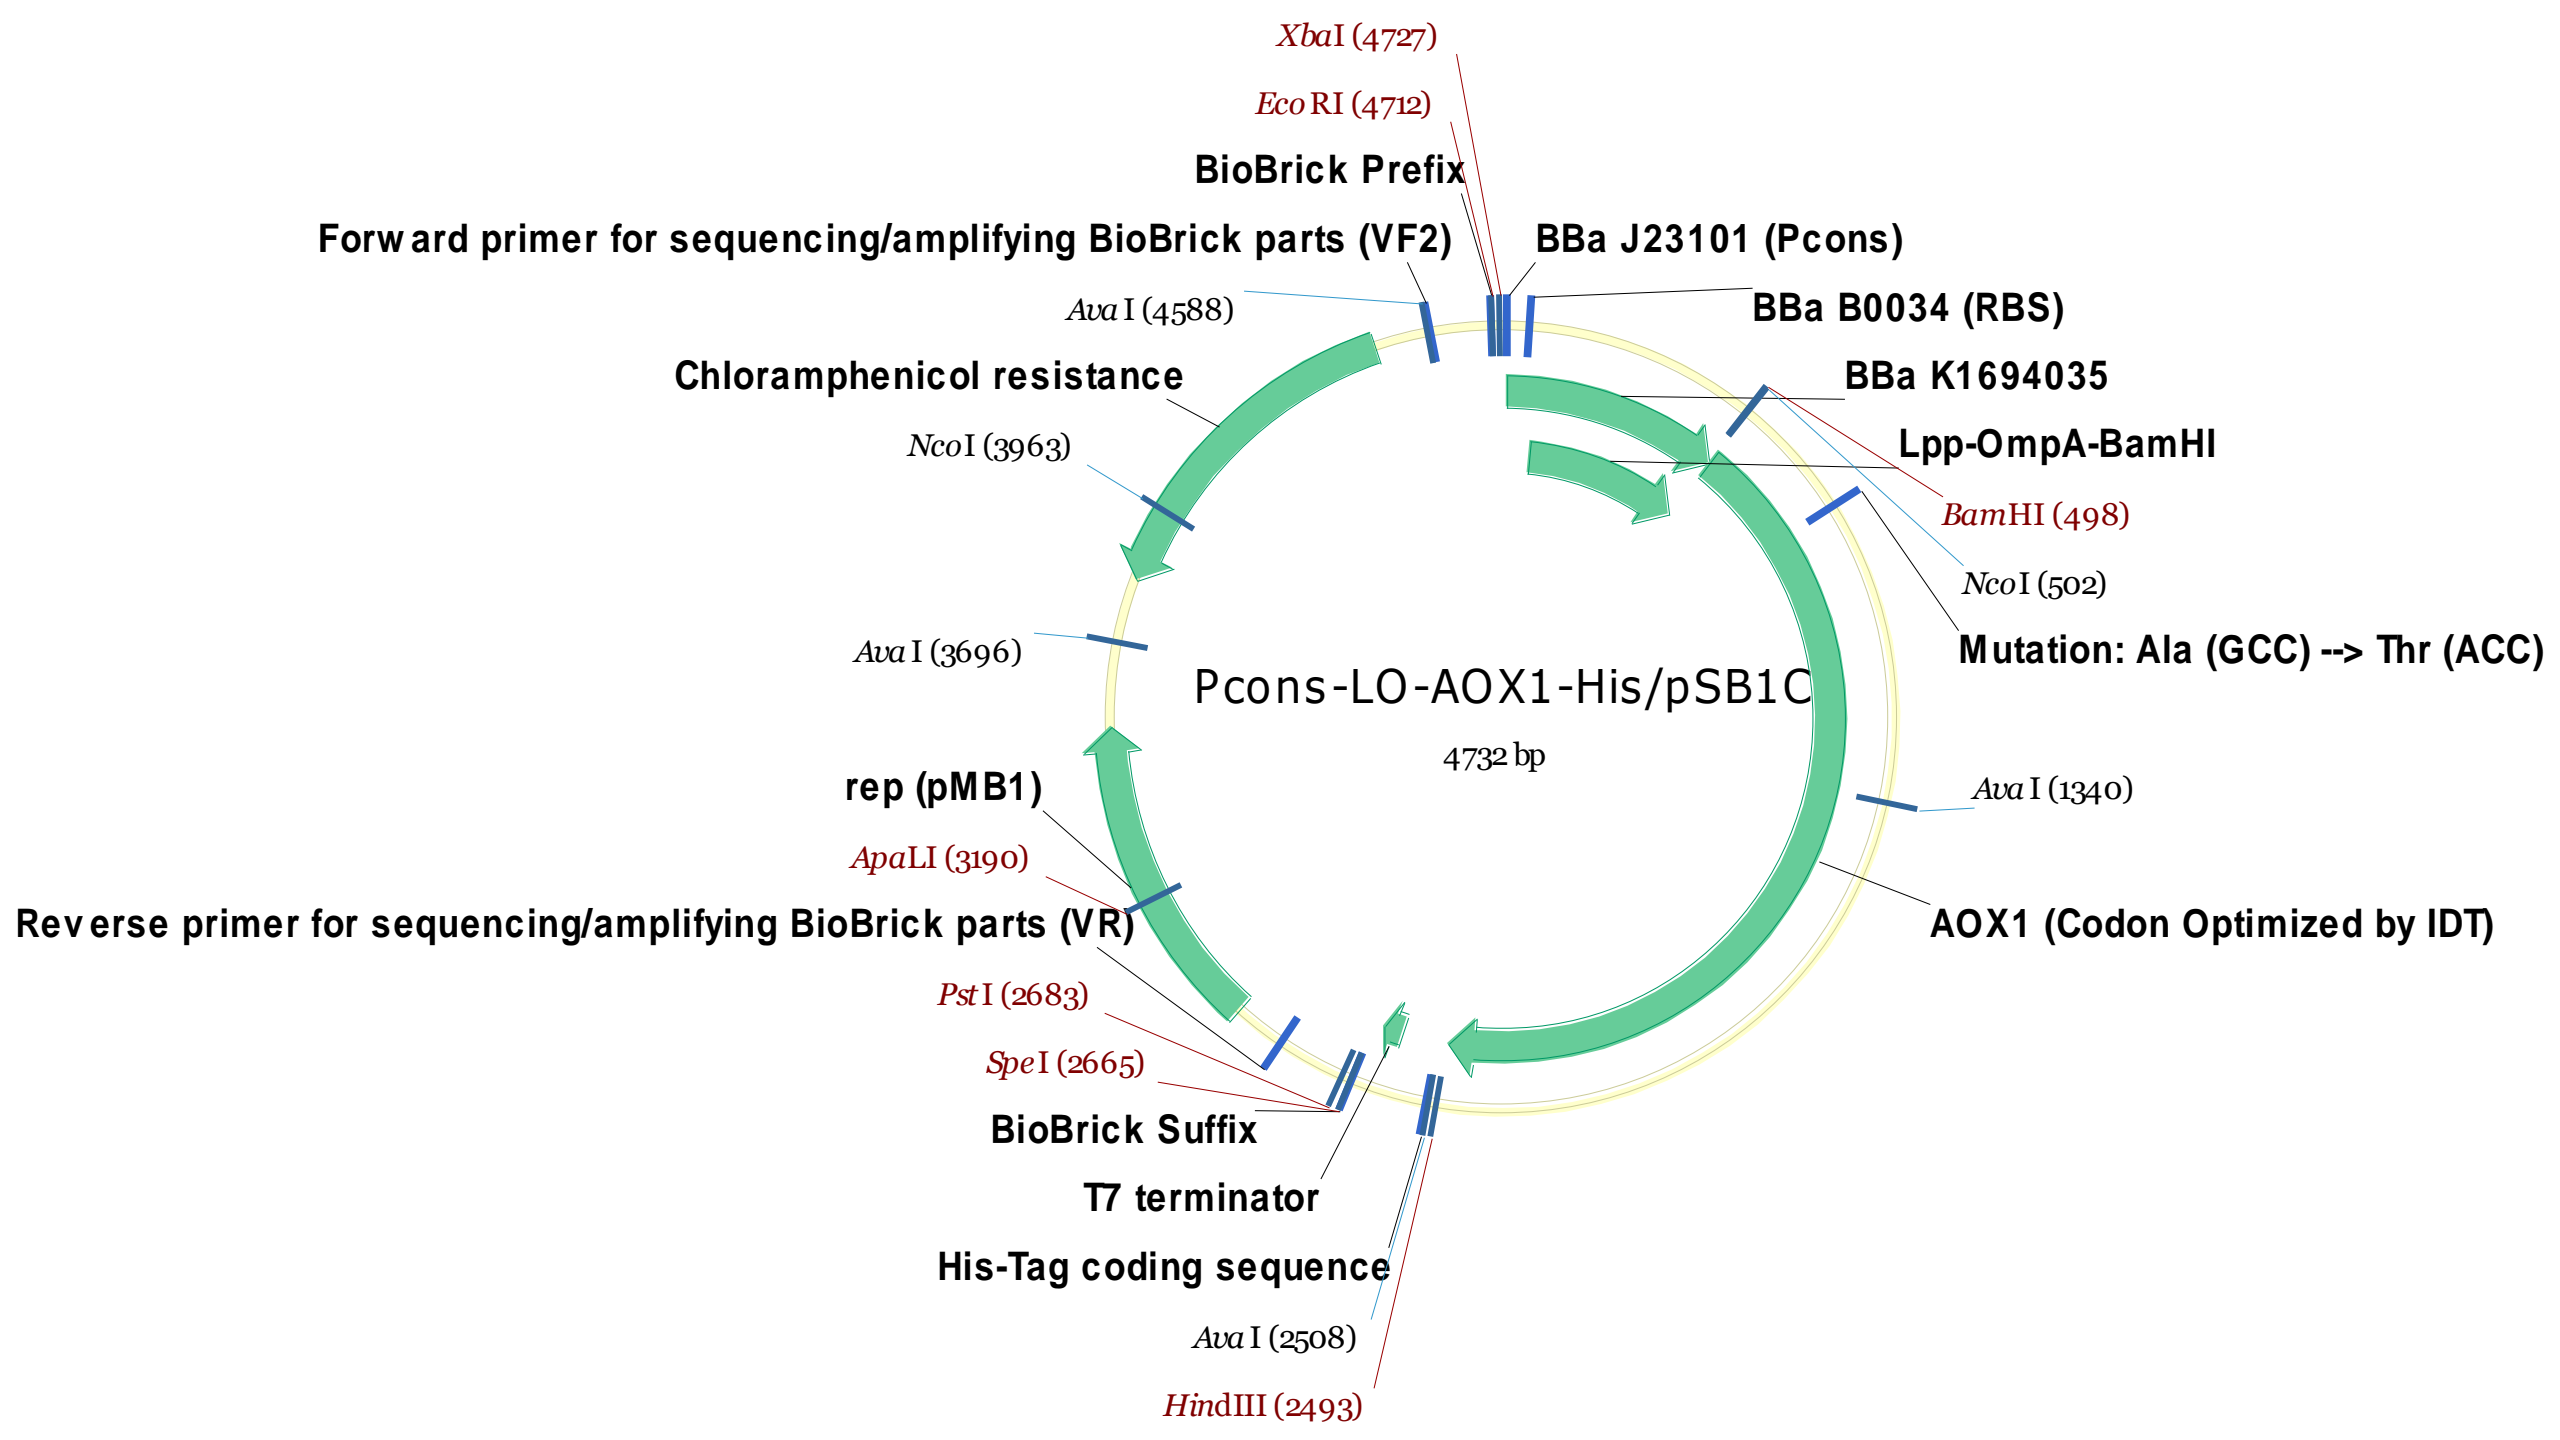 XbaI (4727)
EcoRI (4712)
BioBrick Prefix
Forward primer for sequencing/amplifying BioBrick parts (VF2)
BBa J23101 (Pcons)
AvaI (4588)
BBa B0034 (RBS)
Chloramphenicol resistance
BBa K1694035
NcoI (3963)
Lpp-OmpA-BamHI
BamHI (498)
NcoI (502)
AvaI (3696)
Mutation: Ala (GCC) --> Thr (ACC)
Pcons-LO-AOX1-His/pSB1C
4732 bp
rep (pMB1)
AvaI (1340)
ApaLI (3190)
Reverse primer for sequencing/amplifying BioBrick parts (VR)
AOX1 (Codon Optimized by IDT)
PstI (2683)
SpeI (2665)
BioBrick Suffix
T7 terminator
His-Tag coding sequence
AvaI (2508)
HindIII (2493)